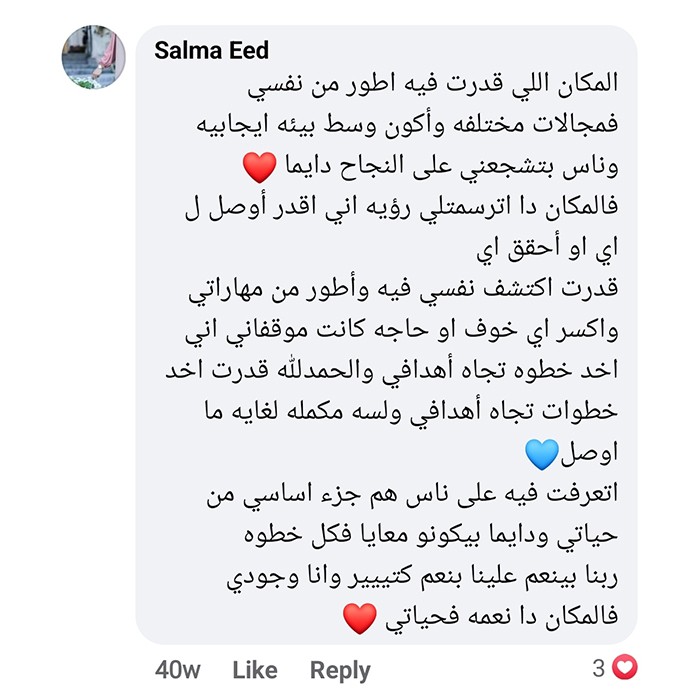 Salma Eed
المكان اللي قدرت فيه اطور من نفسي
فمجالات مختلفه وأكون وسط بيئه ايجابيه
وناس بتشجعني على النجاح دايما ❤️
فالمكان دا اترسمتلي رؤيه اني اقدر أوصل ل
اي او أحقق اي
قدرت اكتشف نفسي فيه وأطور من مهاراتي
واكسر اي خوف او حاجه كانت موقفاني اني
اخد خطوه تجاه أهدافي والحمدلله قدرت اخد
خطوات تجاه أهدافي ولسه مكمله لغايه ما
اوصل💙
اتعرفت فيه على ناس هم جزء اساسي من
حياتي ودايما بيكونو معايا فكل خطوه
ربنا بينعم علينا بنعم كتيييير وانا وجودي
فالمكان دا نعمه فحياتي ❤️
40w Like Reply 3